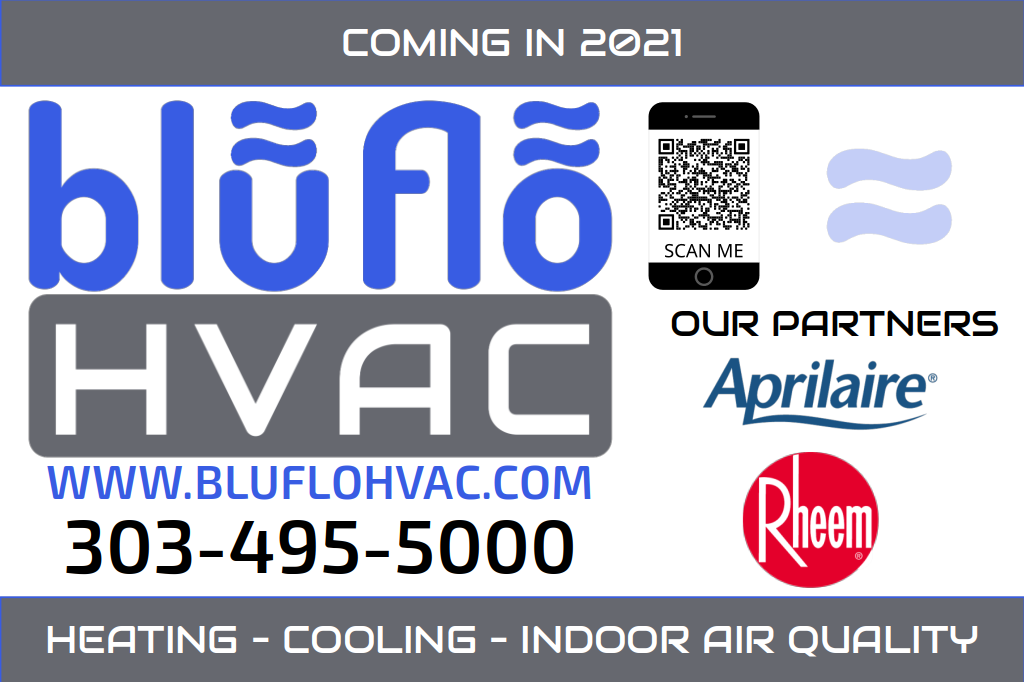 COMING IN 2021
bluflo
HVAC
WWW.BLUFLOHVAC.COM
303-495-5000
SCAN ME
OUR PARTNERS
Aprilaire®
Rheem®
HEATING - COOLING - INDOOR AIR QUALITY